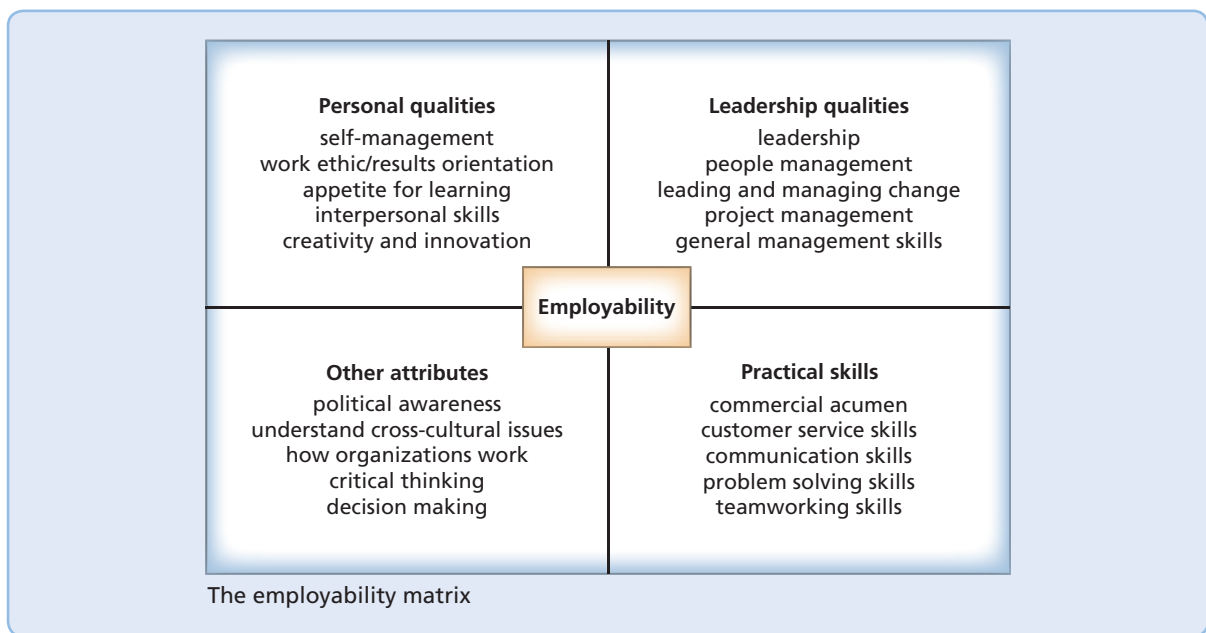 Personal qualities
self-management
work ethic/results orientation
appetite for learning
interpersonal skills
creativity and innovation
Leadership qualities
leadership
people management
leading and managing change
project management
general management skills
Employability
Other attributes
political awareness
understand cross-cultural issues
how organizations work
critical thinking
decision making
Practical skills
commercial acumen
customer service skills
communication skills
problem solving skills
teamworking skills
The employability matrix